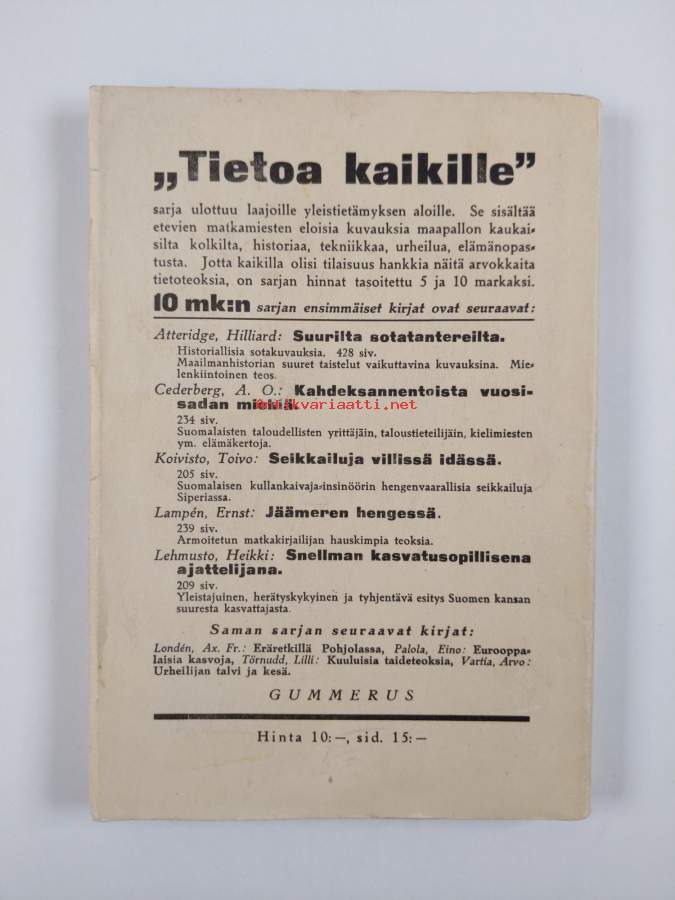 „Tietoa kaikille”
sarja ulottuu laajoille yleistietämyksen aloille. Se sisältää
etevien matkamiesten eloisia kuvauksia maapallon kaukai-
silta kolkilta, historiaa, tekniikkaa, urheilua, elämänopas-
tusta. Jotta kaikilla olisi tilaisuus hankkia näitä arvokkaita
tietoteoksia, on sarjan hinnat tasoitettu 5 ja 10 markaksi.
10 mk:n sarjan ensimmäiset kirjat ovat seuraavat:
Atteridge, Hilliard: Suurilta sotatantereilta.
Historiallisia sotakuvauksia. 428 siv.
Maailmanhistorian suuret taistelut vaikuttavina kuvauksina. Mie-
lenkiintoinen teos.
Cederberg, A. O.: Kahdeksannentoista vuosi-
sadan miehiä.
antikvariaatti.net
234 siv.
Suomalaisten taloudellisten yrittäjäin, taloustieteilijäin, kielimiesten
ym. elämäkertoja.
Koivisto, Toivo: Seikkailuja villissä idässä.
205 siv.
Suomalaisen kullankaivaja-insinöörin hengenvaarallisia seikkailuja
Siperiassa.
Lampén, Ernst: Jäämeren hengessä.
239 siv.
Armoitetun matkakirjailijan hauskimpia teoksia.
Lehmusto, Heikki: Snellman kasvatusopillisena
ajattelijana.
209 siv.
Yleistajuinen, herätyskykyinen ja tyhjentävä esitys Suomen kansan
suuresta kasvattajasta.
Saman sarjan seuraavat kirjat:
Londén, Ax. Fr.: Eräretkillä Pohjolassa, Palola, Eino: Eurooppa-
laisia kasvoja, Törnudd, Lilli: Kuuluisia taideteoksia, Vartia, Arvo:
Urheilijan talvi ja kesä.
GUMMERUS
Hinta 10:—, sid. 15:—